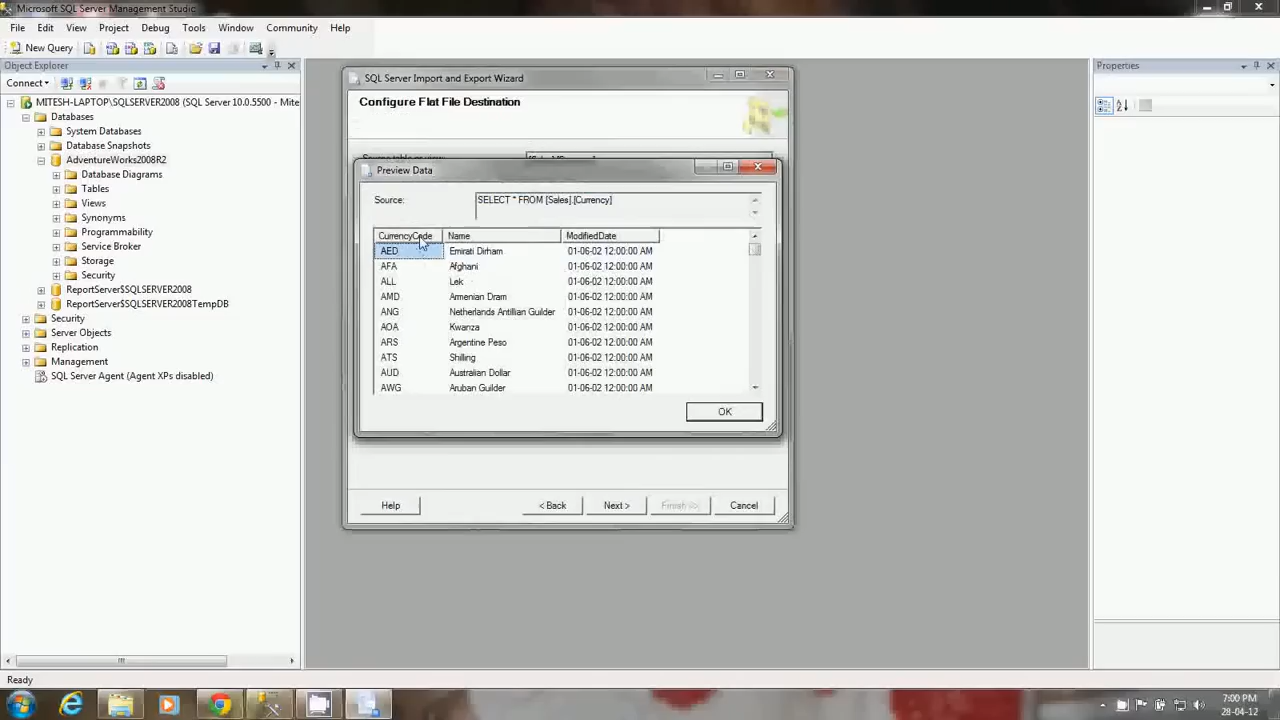 Microsoft SQL Server Management Studio
File Edit View Project Debug Tools Window Community Help
New Query
Object Explorer
Connect
MITESH-LAPTOP\SQLSERVER2008 (SQL Server 10.0.5500 - Mite
Databases
System Databases
Database Snapshots
AdventureWorks2008R2
Database Diagrams
Tables
Views
Synonyms
Programmability
Service Broker
Storage
Security
ReportServer$SQLSERVER2008
ReportServer$SQLSERVER2008TempDB
Security
Server Objects
Replication
Management
SQL Server Agent (Agent XPs disabled)
SQL Server Import and Export Wizard
Configure Flat File Destination
Preview Data
Source: SELECT * FROM [Sales].[Currency]
CurrencyCode Name ModifiedDate
AED Emirati Dirham 01-06-02 12:00:00 AM
AFA Afghani 01-06-02 12:00:00 AM
ALL Lek 01-06-02 12:00:00 AM
AMD Armenian Dram 01-06-02 12:00:00 AM
ANG Netherlands Antillian Guilder 01-06-02 12:00:00 AM
AOA Kwanza 01-06-02 12:00:00 AM
ARS Argentine Peso 01-06-02 12:00:00 AM
ATS Shilling 01-06-02 12:00:00 AM
AUD Australian Dollar 01-06-02 12:00:00 AM
AWG Aruban Guilder 01-06-02 12:00:00 AM
OK
Help < Back Next > Finish >> Cancel
Properties
Ready
7:00 PM
28-04-12